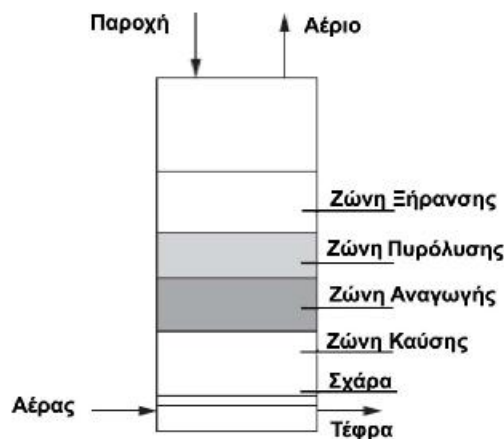 Παροχή
Αέριο
Ζώνη Ξήρανσης
Ζώνη Πυρόλυσης
Ζώνη Αναγωγής
Ζώνη Καύσης
Σχάρα
Αέρας
Τέφρα